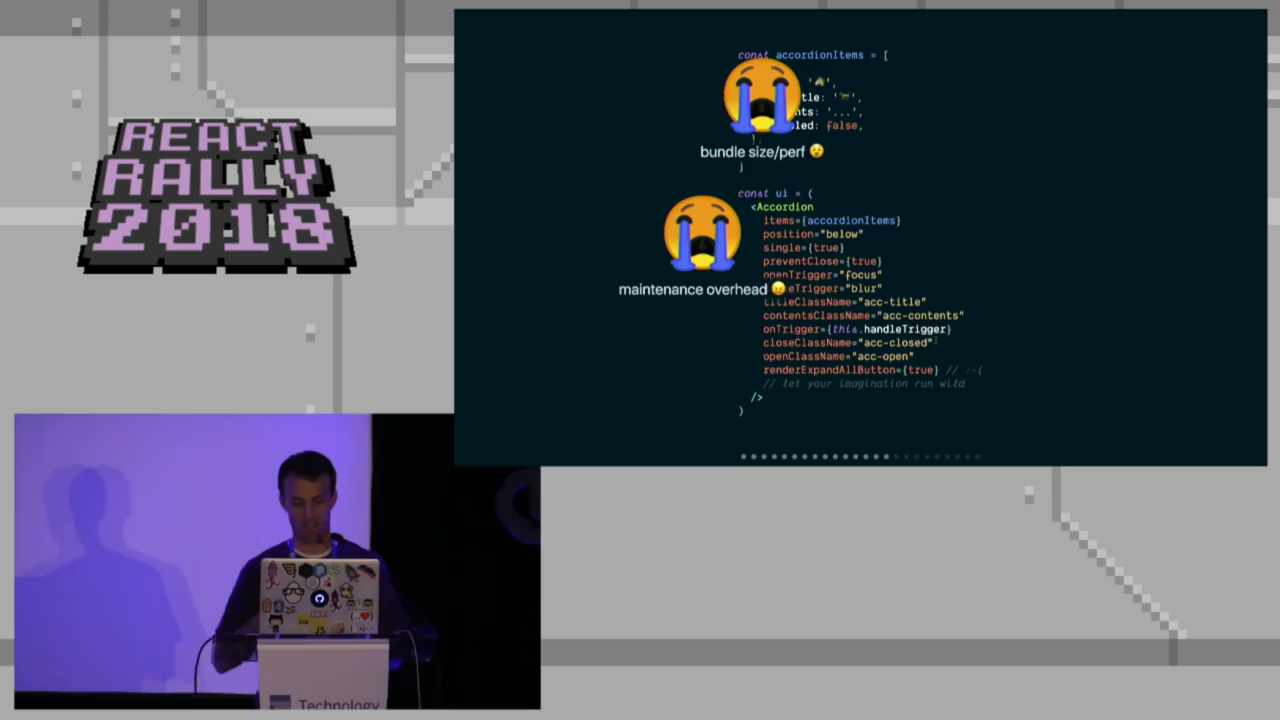 REACT
RALLY
2018
const accordionItems = [
'🐴',
tle: '
nts: '...',
led: false,
bundle size/perf 😵
]
const ui = (
<Accordion
items={accordionItems}
position="below"
single={true}
preventClose={true}
openTrigger="focus"
maintenance overhead 😖
eTrigger="blur"
titleClassName="acc-title"
contentsClassName="acc-contents"
onTrigger={this.handleTrigger}
closeClassName="acc-closed"
openClassName="acc-open"
renderExpandAllButton={true} // :-(
// let your imagination run wild
/>
)
JS
Technology